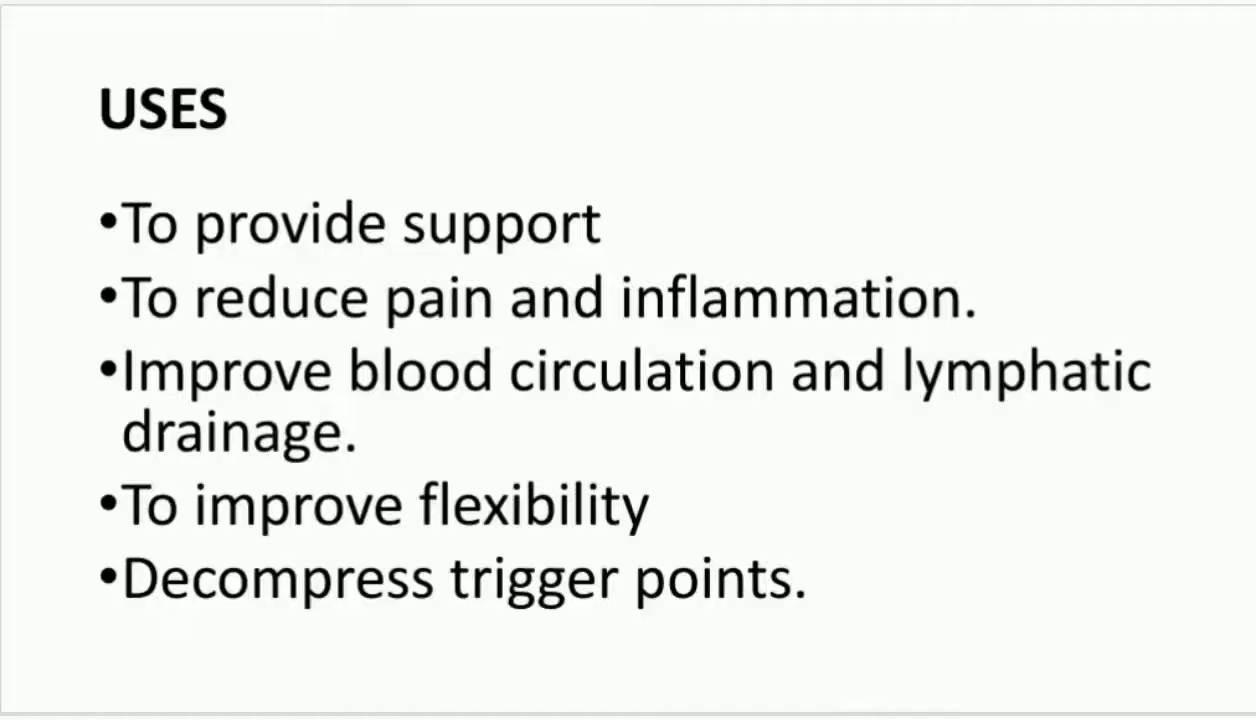 USES
•To provide support
•To reduce pain and inflammation.
•Improve blood circulation and lymphatic
drainage.
•To improve flexibility
•Decompress trigger points.